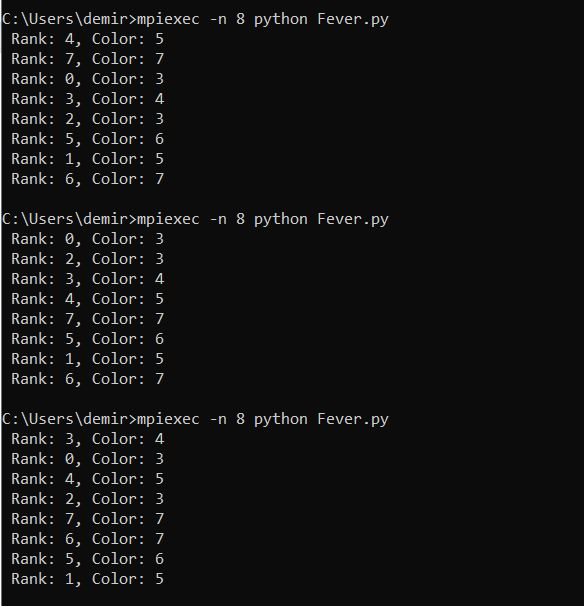 C:\Users\demir>mpiexec -n 8 python Fever.py
Rank: 4, Color: 5
Rank: 7, Color: 7
Rank: 0, Color: 3
Rank: 3, Color: 4
Rank: 2, Color: 3
Rank: 5, Color: 6
Rank: 1, Color: 5
Rank: 6, Color: 7
C:\Users\demir>mpiexec -n 8 python Fever.py
Rank: 0, Color: 3
Rank: 2, Color: 3
Rank: 3, Color: 4
Rank: 4, Color: 5
Rank: 7, Color: 7
Rank: 5, Color: 6
Rank: 1, Color: 5
Rank: 6, Color: 7
C:\Users\demir>mpiexec -n 8 python Fever.py
Rank: 3, Color: 4
Rank: 0, Color: 3
Rank: 4, Color: 5
Rank: 2, Color: 3
Rank: 7, Color: 7
Rank: 6, Color: 7
Rank: 5, Color: 6
Rank: 1, Color: 5